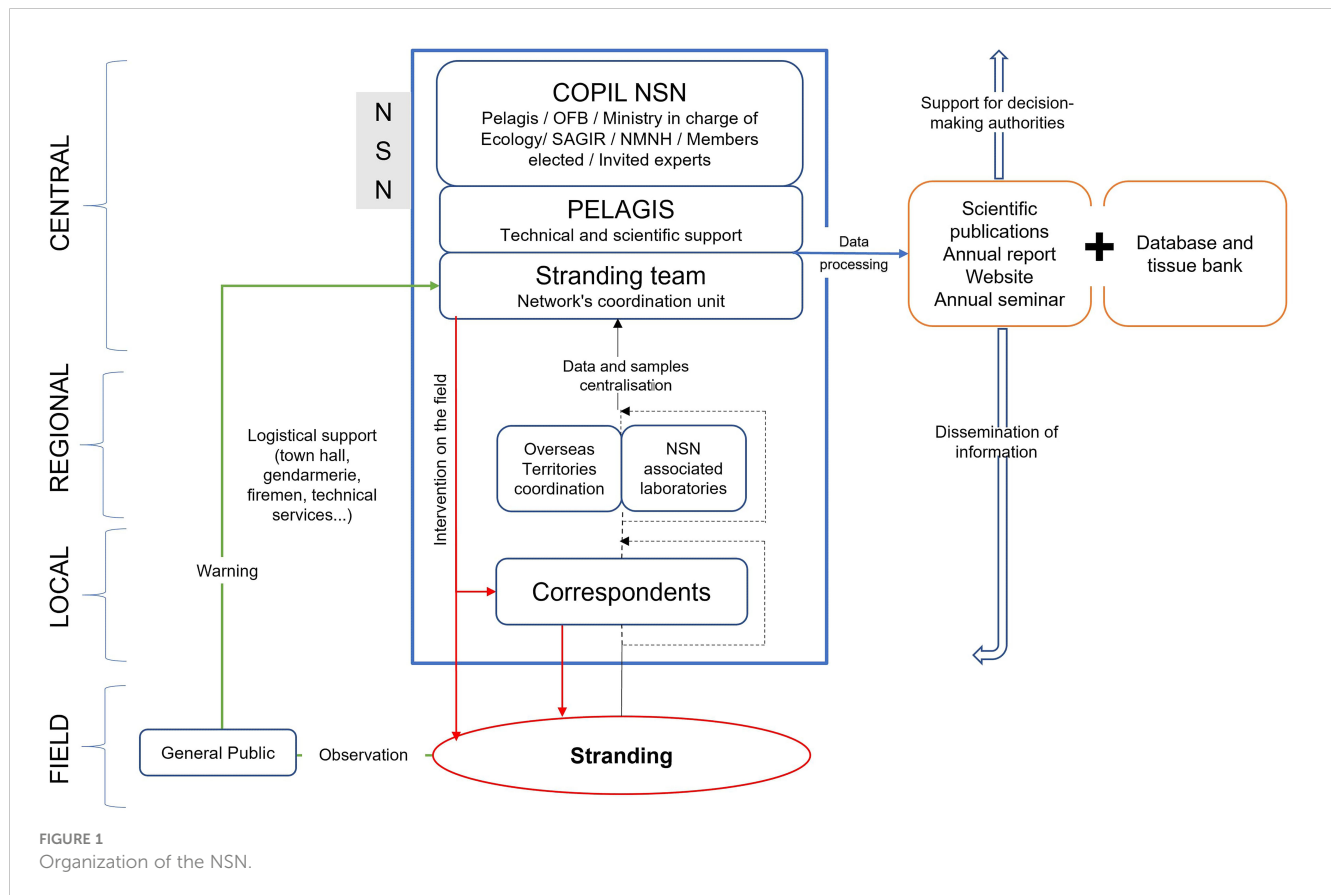 CENTRAL
REGIONAL
LOCAL
FIELD
N
S
N
COPIL NSN
Pelagis / OFB / Ministry in charge of
Ecology/ SAGIR / NMNH / Members
elected / Invited experts
PELAGIS
Technical and scientific support
Stranding team
Network's coordination unit
Data
processing
Support for decision-
making authorities
Scientific
publications
Annual report
Website
Annual seminar
+
Database and
tissue bank
Dissemination of
information
Data and samples
centralisation
Intervention on the field
Logistical support
(town hall,
gendarmerie,
firemen, technical
services...)
Overseas
Territories
coordination
NSN
associated
laboratories
Warning
Correspondents
General Public
Observation
Stranding
FIGURE 1
Organization of the NSN.